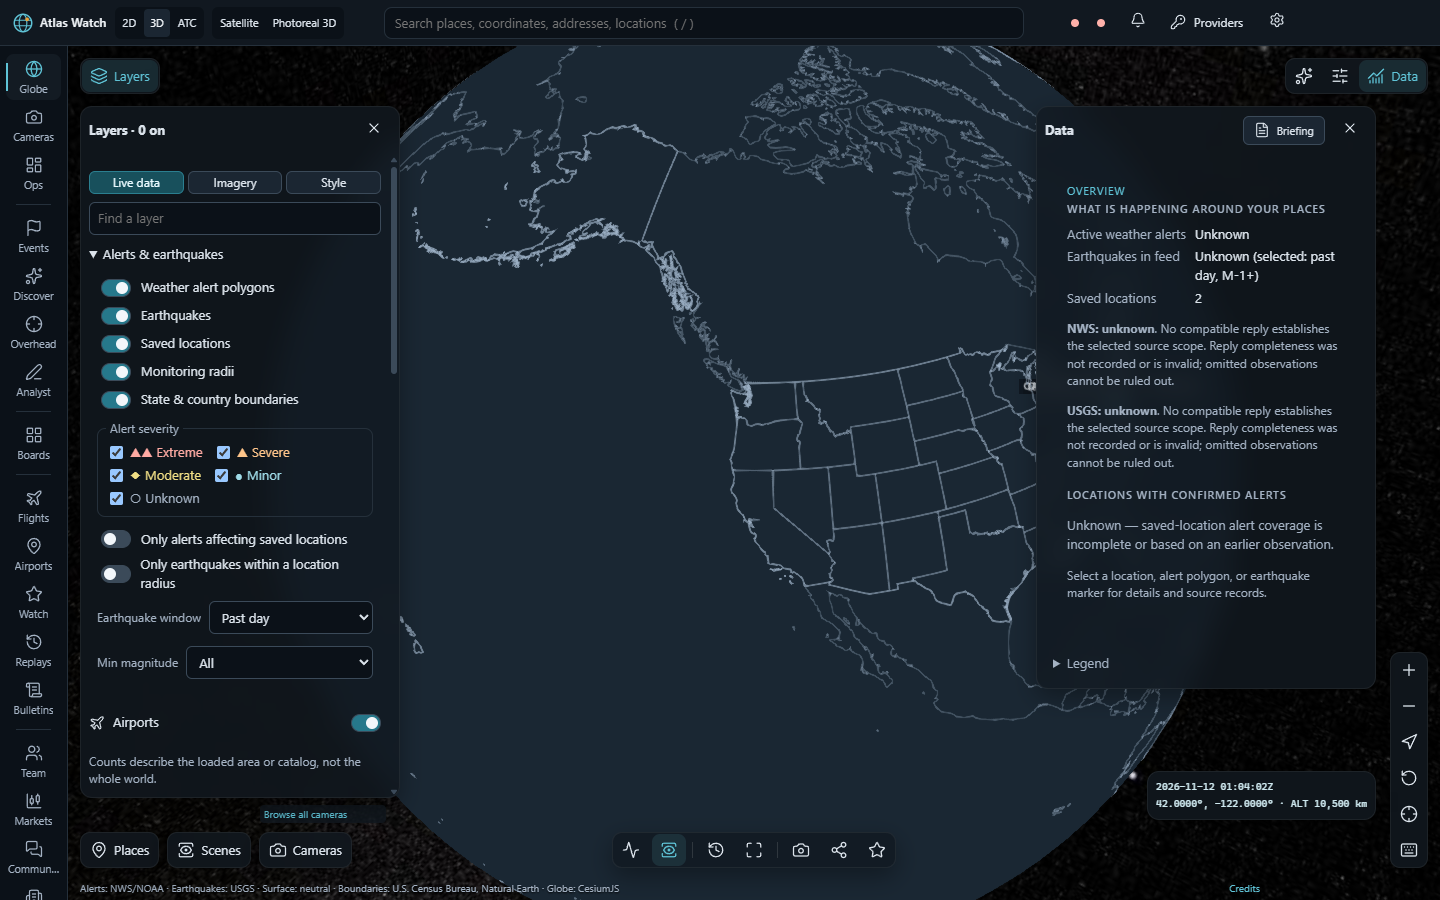 Atlas Watch
2D 3D ATC
Satellite Photoreal 3D
Search places, coordinates, addresses, locations ( / )
Providers
Globe
Cameras
Ops
Events
Discover
Overhead
Analyst
Boards
Flights
Airports
Watch
Replays
Bulletins
Team
Markets
Commun...
Layers
Layers · 0 on
Live data Imagery Style
Find a layer
▼ Alerts & earthquakes
Weather alert polygons
Earthquakes
Saved locations
Monitoring radii
State & country boundaries
Alert severity
▲▲ Extreme ▲ Severe
◆ Moderate ● Minor
○ Unknown
Only alerts affecting saved locations
Only earthquakes within a location
radius
Earthquake window Past day
Min magnitude All
Airports
Counts describe the loaded area or catalog, not the
whole world.
Browse all cameras
Places Scenes Cameras
Alerts: NWS/NOAA · Earthquakes: USGS · Surface: neutral · Boundaries: U.S. Census Bureau, Natural Earth · Globe: CesiumJS
Data
Data
Briefing
OVERVIEW
WHAT IS HAPPENING AROUND YOUR PLACES
Active weather alerts Unknown
Earthquakes in feed Unknown (selected: past
day, M-1+)
Saved locations 2
NWS: unknown. No compatible reply establishes
the selected source scope. Reply completeness was
not recorded or is invalid; omitted observations
cannot be ruled out.
USGS: unknown. No compatible reply establishes
the selected source scope. Reply completeness was
not recorded or is invalid; omitted observations
cannot be ruled out.
LOCATIONS WITH CONFIRMED ALERTS
Unknown — saved-location alert coverage is
incomplete or based on an earlier observation.
Select a location, alert polygon, or earthquake
marker for details and source records.
▶ Legend
2026-11-12 01:04:02Z
42.0000°, -122.0000° · ALT 10,500 km
Credits